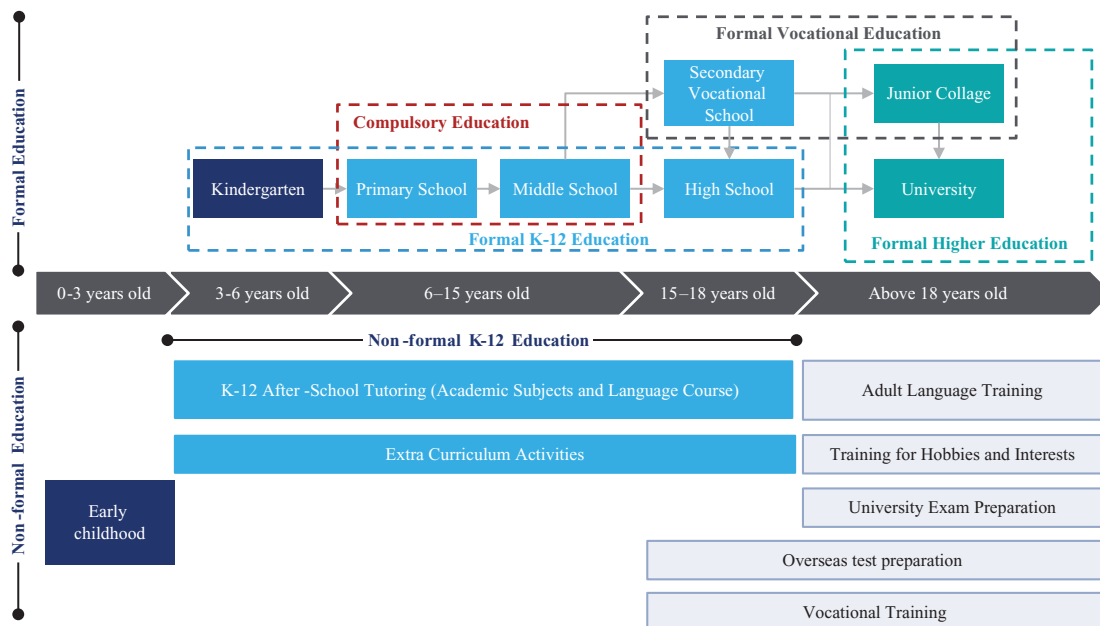 Formal Education
Formal Vocational Education
Secondary
Vocational
School
Junior Collage
Compulsory Education
Kindergarten
Primary School
Middle School
High School
University
Formal K-12 Education
Formal Higher Education
0-3 years old
3-6 years old
6–15 years old
15–18 years old
Above 18 years old
Non-formal Education
Non-formal K-12 Education
K-12 After-School Tutoring (Academic Subjects and Language Course)
Adult Language Training
Extra Curriculum Activities
Training for Hobbies and Interests
Early
childhood
University Exam Preparation
Overseas test preparation
Vocational Training